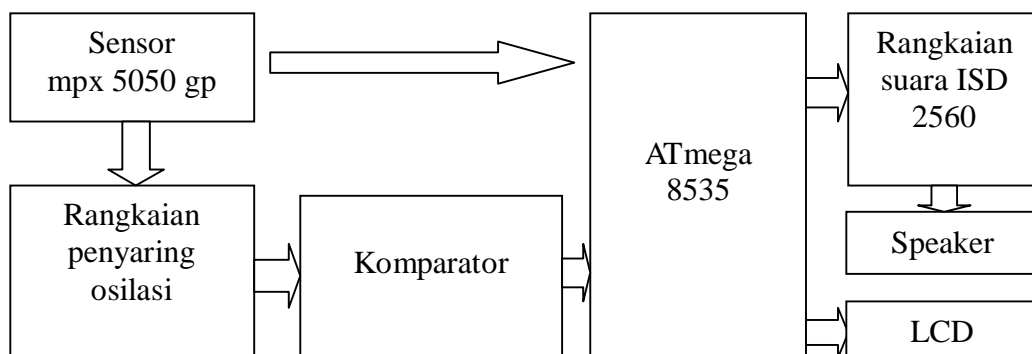 Sensor
mpx 5050 gp
Rangkaian
penyaring
osilasi
Komparator
ATmega
8535
Rangkaian
suara ISD
2560
Speaker
LCD